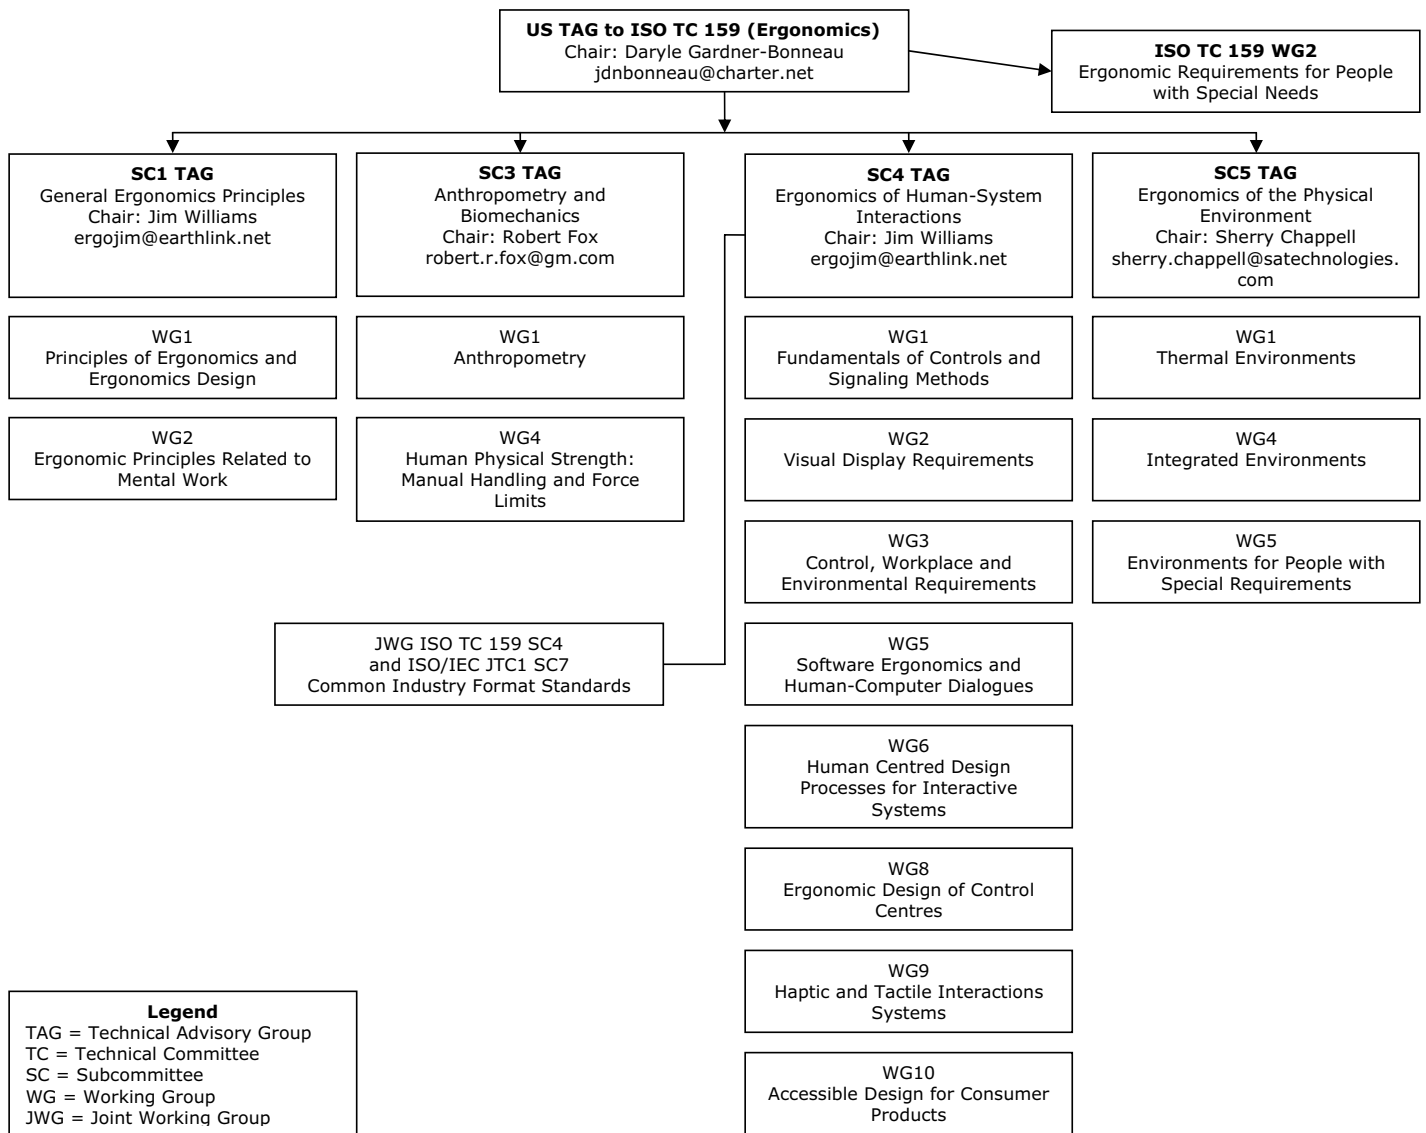 US TAG to ISO TC 159 (Ergonomics)
Chair: Daryle Gardner-Bonneau
jdnbonneau@charter.net
ISO TC 159 WG2
Ergonomic Requirements for People
with Special Needs
SC1 TAG
General Ergonomics Principles
Chair: Jim Williams
ergojim@earthlink.net
SC3 TAG
Anthropometry and
Biomechanics
Chair: Robert Fox
robert.r.fox@gm.com
SC4 TAG
Ergonomics of Human-System
Interactions
Chair: Jim Williams
ergojim@earthlink.net
SC5 TAG
Ergonomics of the Physical
Environment
Chair: Sherry Chappell
sherry.chappell@satechnologies.
com
WG1
Principles of Ergonomics and
Ergonomics Design
WG1
Anthropometry
WG1
Fundamentals of Controls and
Signaling Methods
WG1
Thermal Environments
WG2
Ergonomic Principles Related to
Mental Work
WG4
Human Physical Strength:
Manual Handling and Force
Limits
WG2
Visual Display Requirements
WG4
Integrated Environments
WG3
Control, Workplace and
Environmental Requirements
WG5
Environments for People with
Special Requirements
JWG ISO TC 159 SC4
and ISO/IEC JTC1 SC7
Common Industry Format Standards
WG5
Software Ergonomics and
Human-Computer Dialogues
WG6
Human Centred Design
Processes for Interactive
Systems
WG8
Ergonomic Design of Control
Centres
WG9
Haptic and Tactile Interactions
Systems
WG10
Accessible Design for Consumer
Products
Legend
TAG = Technical Advisory Group
TC = Technical Committee
SC = Subcommittee
WG = Working Group
JWG = Joint Working Group